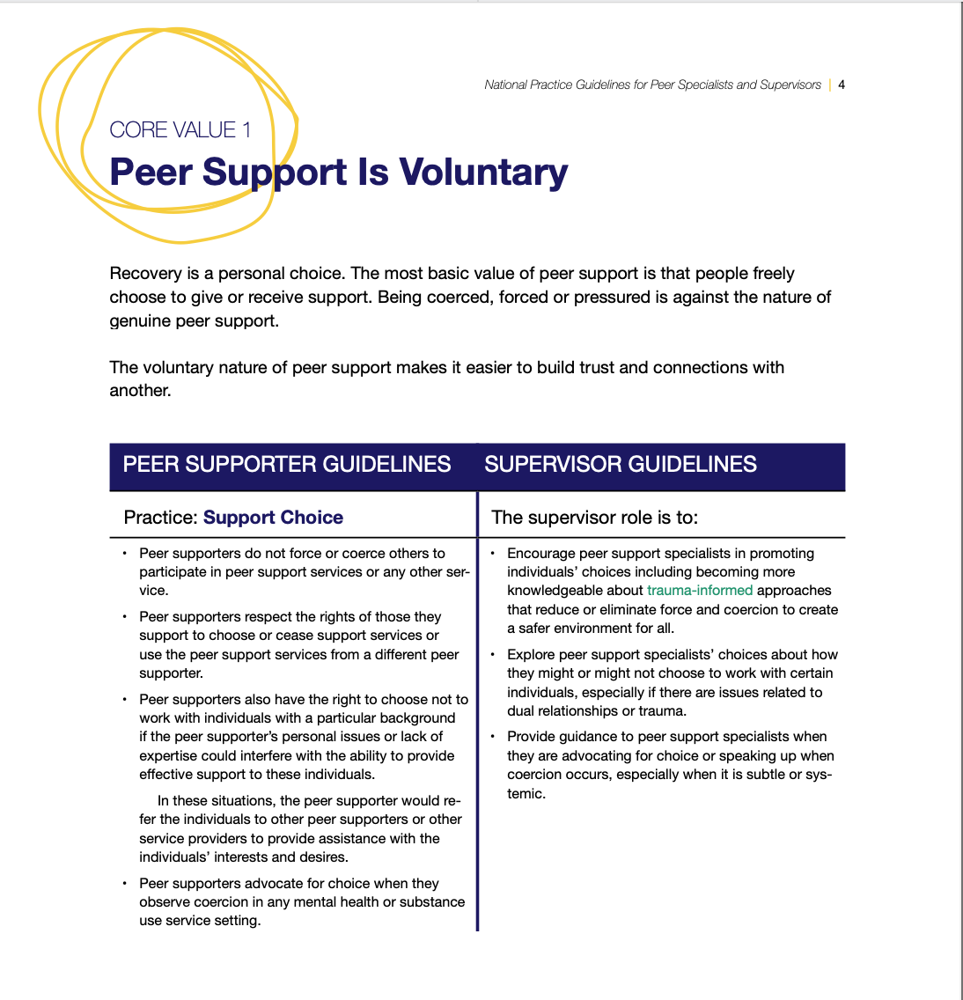 National Practice Guidelines for Peer Specialists and Supervisors | 4
CORE VALUE 1
Peer Support Is Voluntary
Recovery is a personal choice. The most basic value of peer support is that people freely
choose to give or receive support. Being coerced, forced or pressured is against the nature of
genuine peer support.
The voluntary nature of peer support makes it easier to build trust and connections with
another.
PEER SUPPORTER GUIDELINES
Practice: Support Choice
• Peer supporters do not force or coerce others to
participate in peer support services or any other ser-
vice.
• Peer supporters respect the rights of those they
support to choose or cease support services or
use the peer support services from a different peer
supporter.
• Peer supporters also have the right to choose not to
work with individuals with a particular background
if the peer supporter’s personal issues or lack of
expertise could interfere with the ability to provide
effective support to these individuals.
In these situations, the peer supporter would re-
fer the individuals to other peer supporters or other
service providers to provide assistance with the
individuals’ interests and desires.
• Peer supporters advocate for choice when they
observe coercion in any mental health or substance
use service setting.
SUPERVISOR GUIDELINES
The supervisor role is to:
• Encourage peer support specialists in promoting
individuals’ choices including becoming more
knowledgeable about trauma-informed approaches
that reduce or eliminate force and coercion to create
a safer environment for all.
• Explore peer support specialists’ choices about how
they might or might not choose to work with certain
individuals, especially if there are issues related to
dual relationships or trauma.
• Provide guidance to peer support specialists when
they are advocating for choice or speaking up when
coercion occurs, especially when it is subtle or sys-
temic.